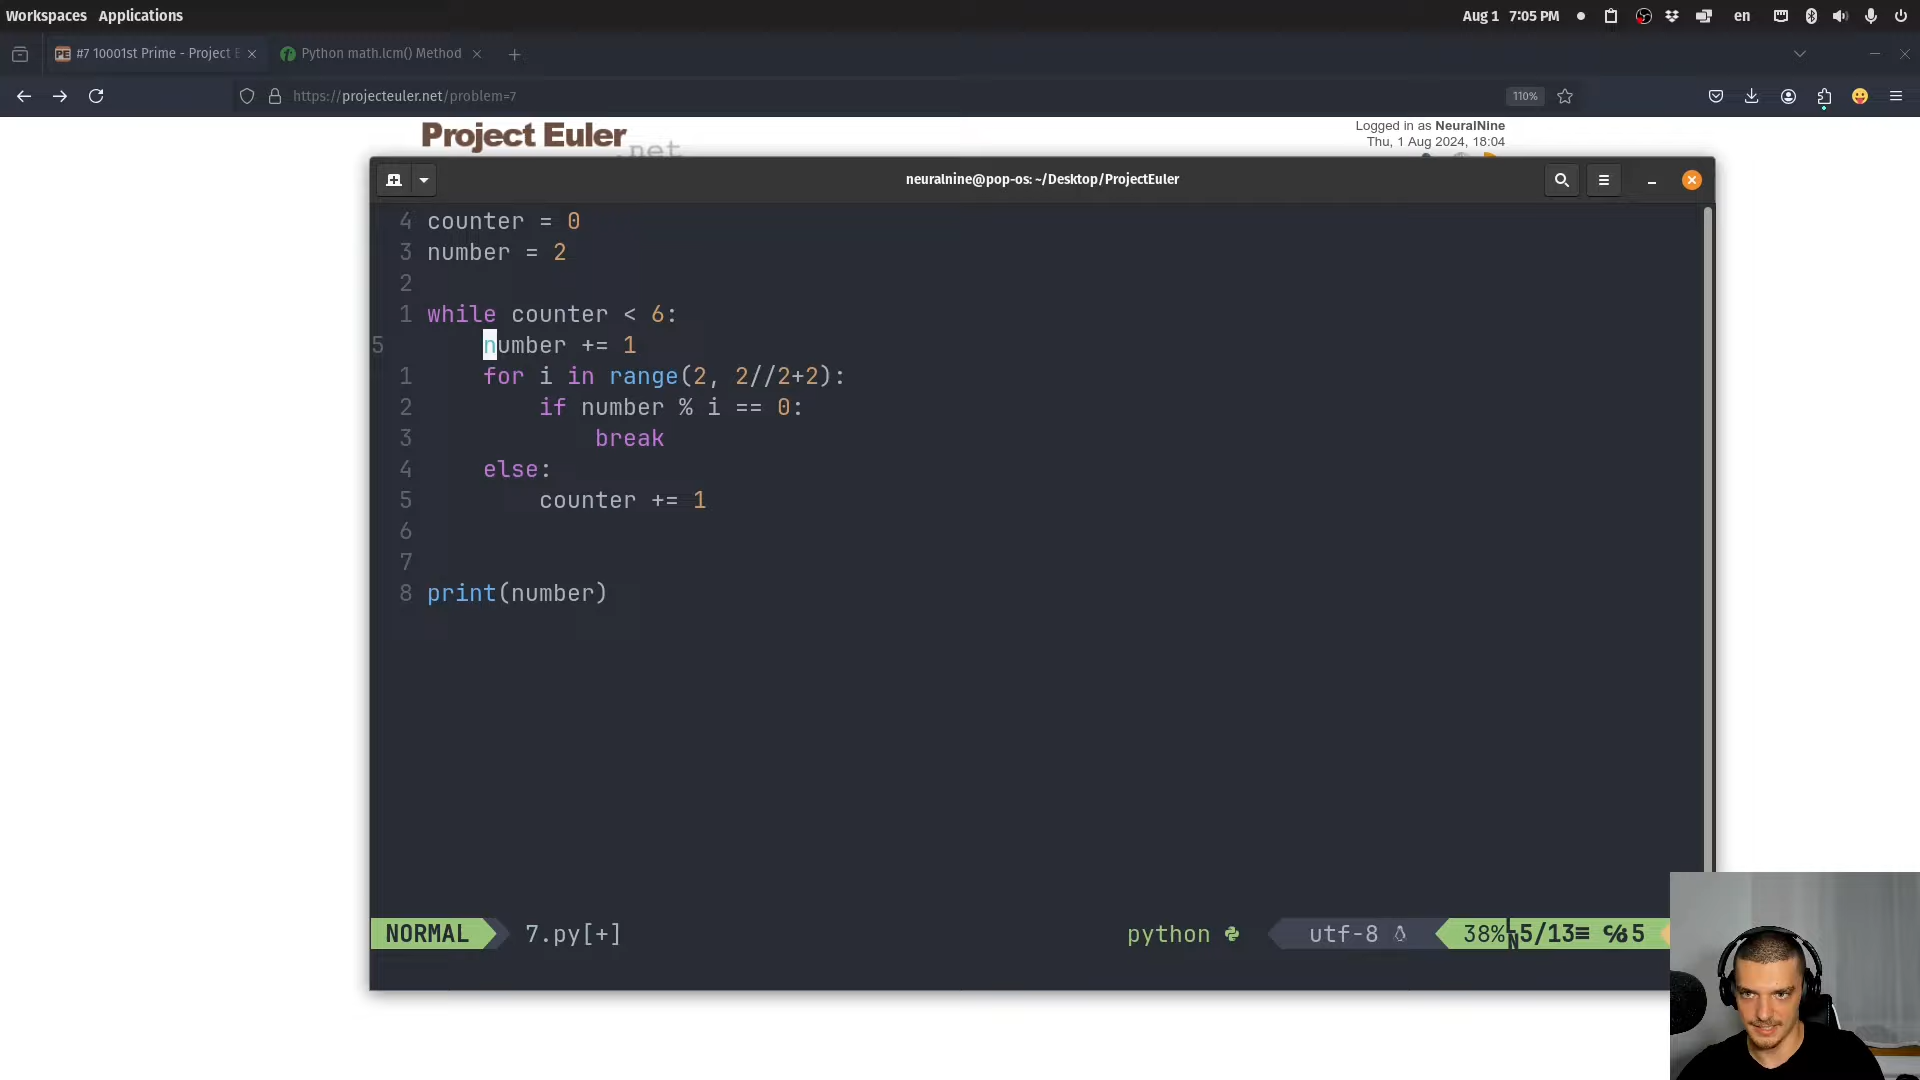 Workspaces Applications
Aug 1 7:05 PM
en
#7 10001st Prime - Project E
Python math.lcm() Method
https://projecteuler.net/problem=7
110%
Project Euler
.net
Logged in as NeuralNine
Thu, 1 Aug 2024, 18:04
neuralnine@pop-os: ~/Desktop/ProjectEuler
4 counter = 0
3 number = 2
2
1 while counter < 6:
5     number += 1
1     for i in range(2, 2//2+2):
2         if number % i == 0:
3             break
4     else:
5         counter += 1
6
7
8 print(number)
NORMAL 7.py[+]
python utf-8 38% 5/13≡ ℅5